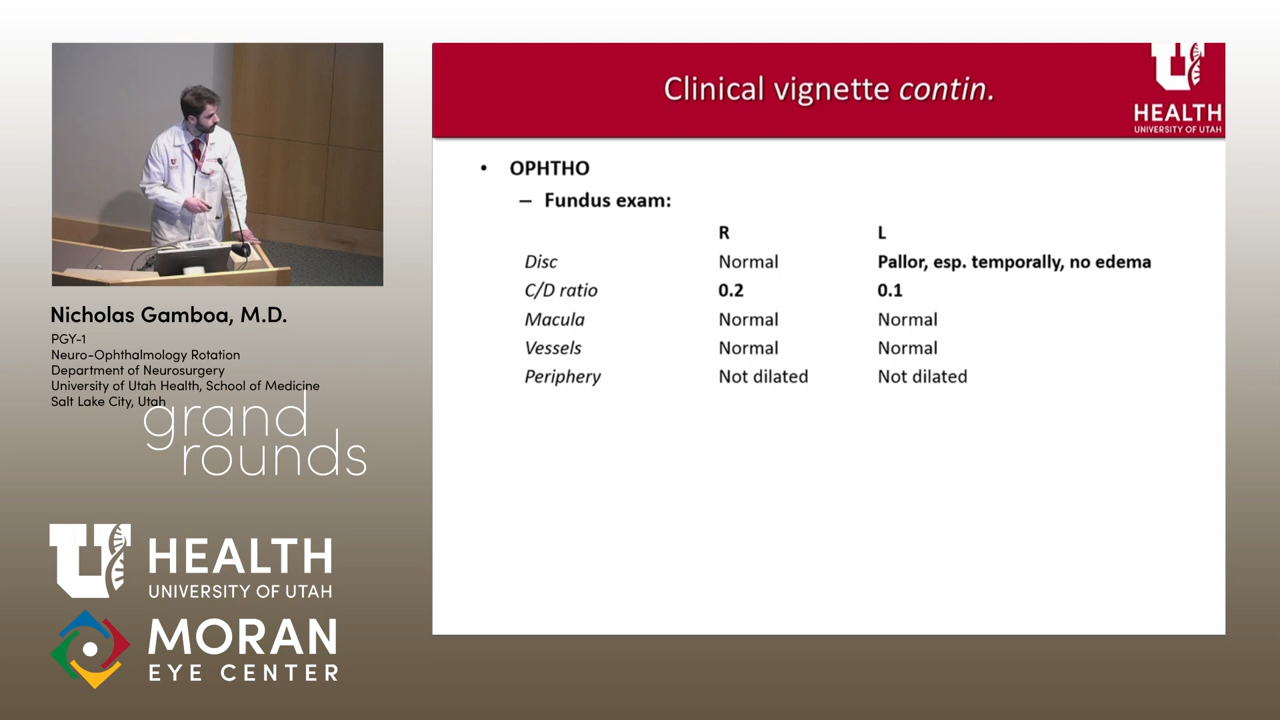 Clinical vignette contin.
HEALTH
UNIVERSITY OF UTAH
• OPHTHO
– Fundus exam:
R L
Disc Normal Pallor, esp. temporally, no edema
C/D ratio 0.2 0.1
Macula Normal Normal
Vessels Normal Normal
Periphery Not dilated Not dilated
Nicholas Gamboa, M.D.
PGY-1
Neuro-Ophthalmology Rotation
Department of Neurosurgery
University of Utah Health, School of Medicine
Salt Lake City, Utah
grand
rounds
HEALTH
UNIVERSITY OF UTAH
MORAN
EYE CENTER